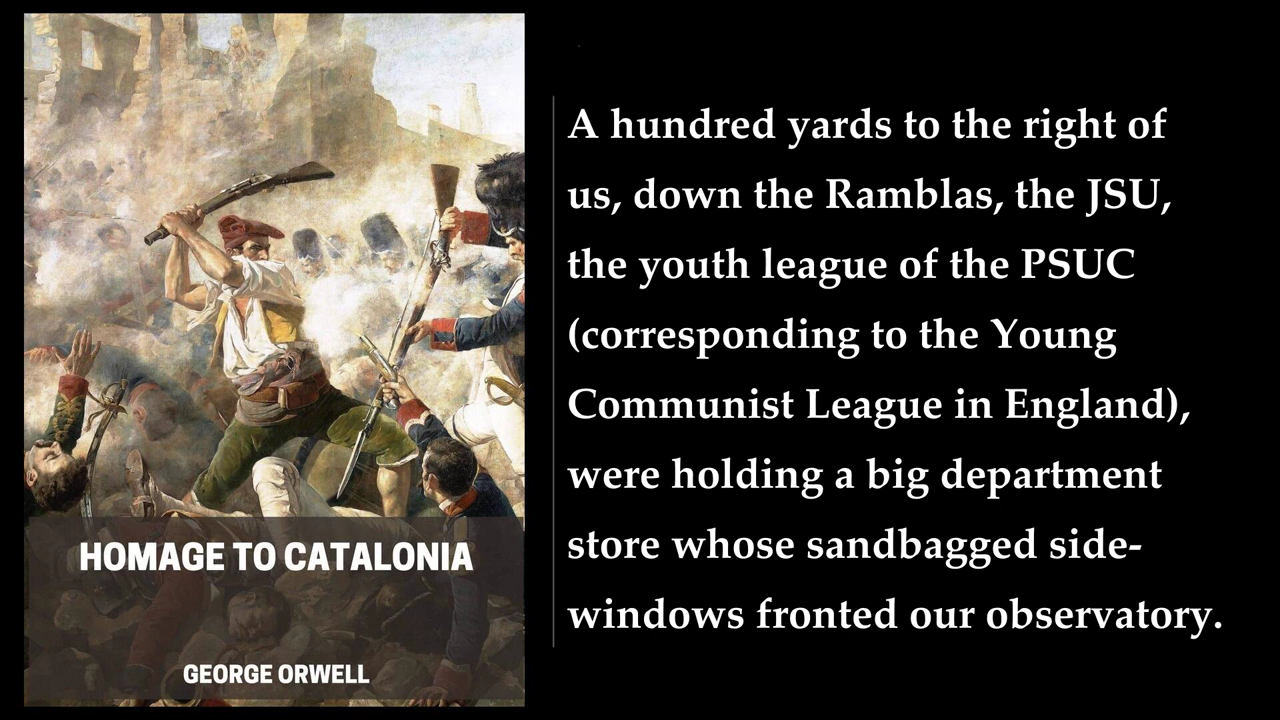 HOMAGE TO CATALONIA
GEORGE ORWELL
A hundred yards to the right of
us, down the Ramblas, the JSU,
the youth league of the PSUC
(corresponding to the Young
Communist League in England),
were holding a big department
store whose sandbagged side-
windows fronted our observatory.